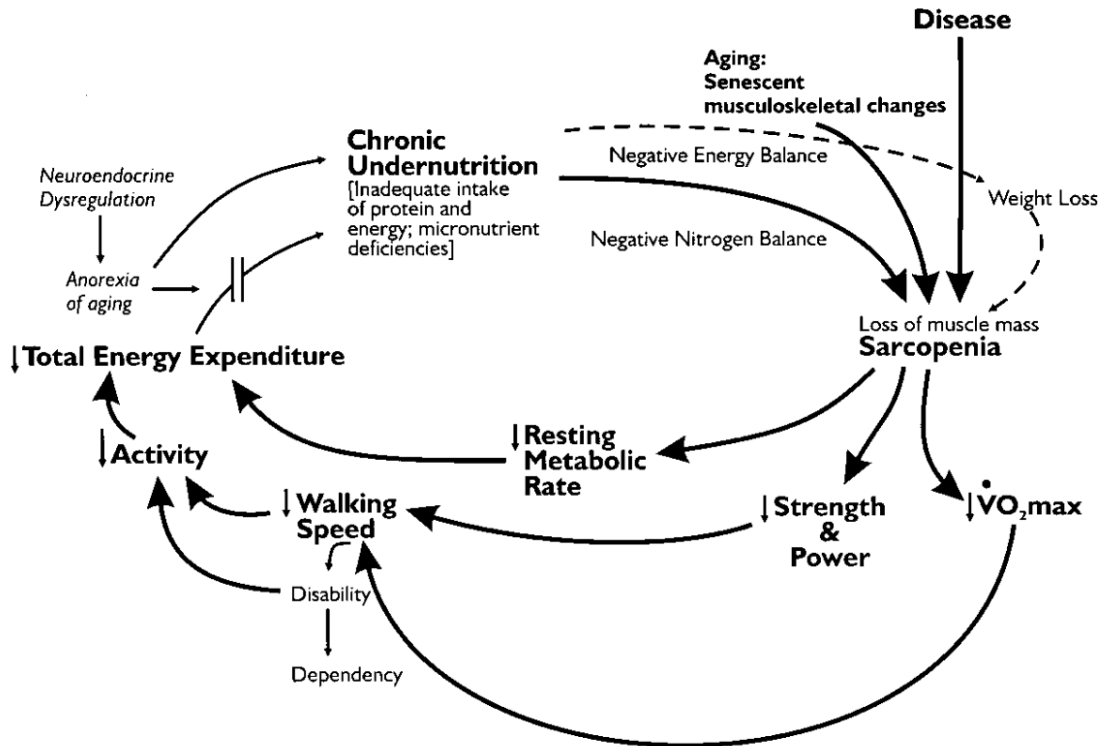 Disease
Aging:
Senescent
musculoskeletal changes
Chronic
Undernutrition
[Inadequate intake
of protein and
energy; micronutrient
deficiencies]
Negative Energy Balance
Negative Nitrogen Balance
Weight Loss
Neuroendocrine
Dysregulation
Anorexia
of aging
Loss of muscle mass
Sarcopenia
↓Total Energy Expenditure
↓Activity
↓Resting
Metabolic
Rate
↓Walking
Speed
↓Strength
&
Power
↓V̇O₂max
Disability
Dependency